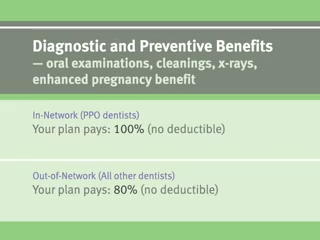 Diagnostic and Preventive Benefits
— oral examinations, cleanings, x-rays,
enhanced pregnancy benefit
In-Network (PPO dentists)
Your plan pays: 100% (no deductible)
Out-of-Network (All other dentists)
Your plan pays: 80% (no deductible)